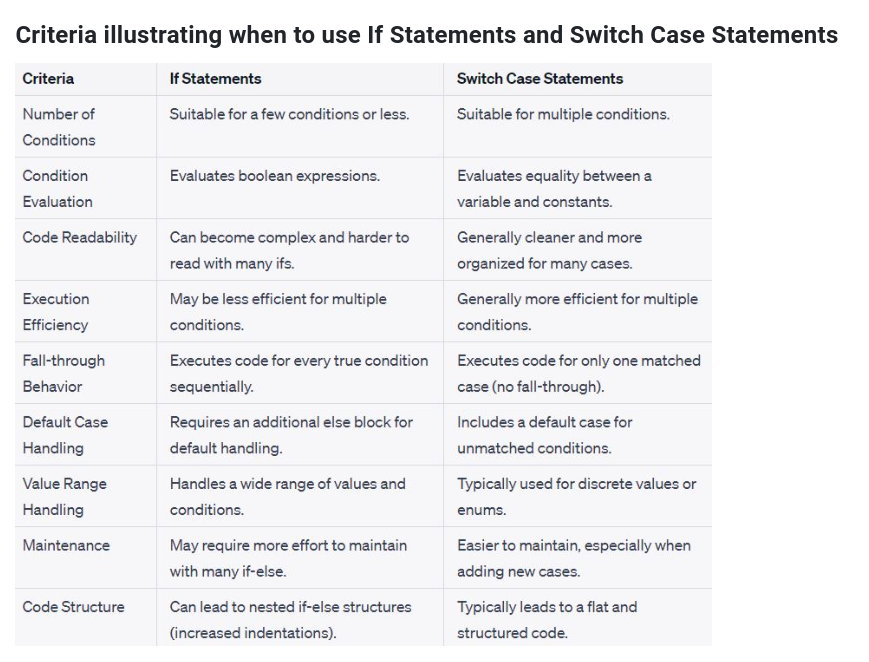 Criteria illustrating when to use If Statements and Switch Case Statements
Criteria If Statements Switch Case Statements
Number of Conditions Suitable for a few conditions or less. Suitable for multiple conditions.
Condition Evaluation Evaluates boolean expressions. Evaluates equality between a variable and constants.
Code Readability Can become complex and harder to read with many ifs. Generally cleaner and more organized for many cases.
Execution Efficiency May be less efficient for multiple conditions. Generally more efficient for multiple conditions.
Fall-through Behavior Executes code for every true condition sequentially. Executes code for only one matched case (no fall-through).
Default Case Handling Requires an additional else block for default handling. Includes a default case for unmatched conditions.
Value Range Handling Handles a wide range of values and conditions. Typically used for discrete values or enums.
Maintenance May require more effort to maintain with many if-else. Easier to maintain, especially when adding new cases.
Code Structure Can lead to nested if-else structures (increased indentations). Typically leads to a flat and structured code.